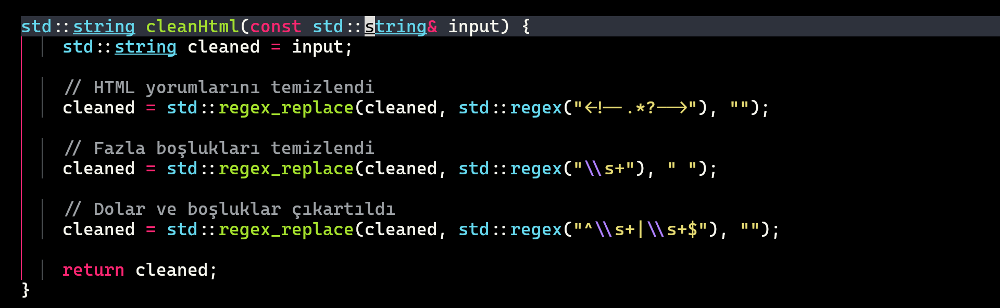 std::string cleanHtml(const std::string& input) {
std::string cleaned = input;
// HTML yorumlarını temizlendi
cleaned = std::regex_replace(cleaned, std::regex("<!--.*?-->"), "");
// Fazla boşlukları temizlendi
cleaned = std::regex_replace(cleaned, std::regex("\\s+"), " ");
// Dolar ve boşluklar çıkartıldı
cleaned = std::regex_replace(cleaned, std::regex("^\\s+|\\s+$"), "");
return cleaned;
}